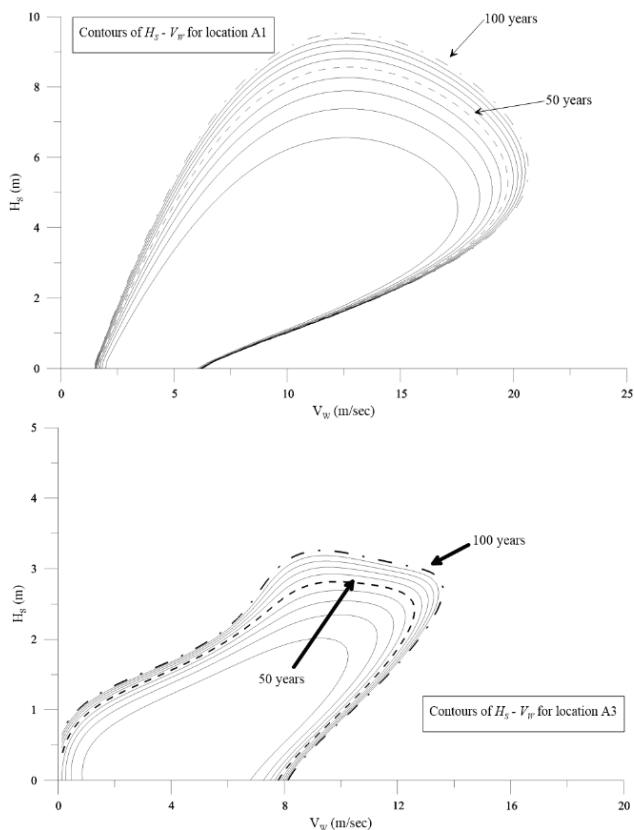 Contours of Hs - Vw for location A1
100 years
50 years
10
8
6
4
2
0
Hs (m)
0 5 10 15 20 25
Vw (m/sec)
5
4
3
2
1
0
Hs (m)
100 years
50 years
Contours of Hs - Vw for location A3
0 4 8 12 16 20
Vw (m/sec)